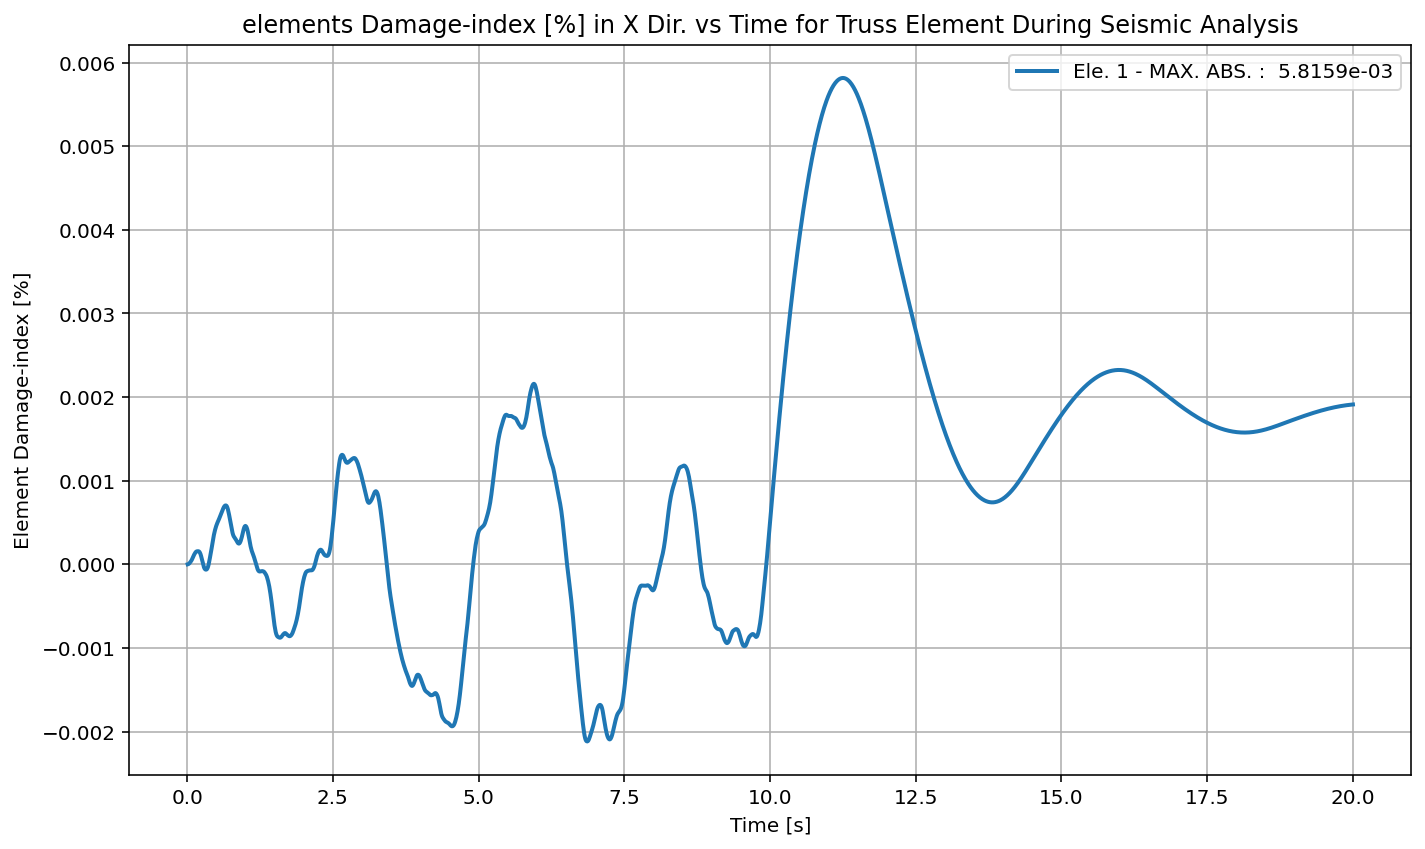 elements Damage-index [%] in X Dir. vs Time for Truss Element During Seismic Analysis
Ele. 1 - MAX. ABS. :  5.8159e-03
Element Damage-index [%]
0.006
0.005
0.004
0.003
0.002
0.001
0.000
−0.001
−0.002
0.0 2.5 5.0 7.5 10.0 12.5 15.0 17.5 20.0
Time [s]